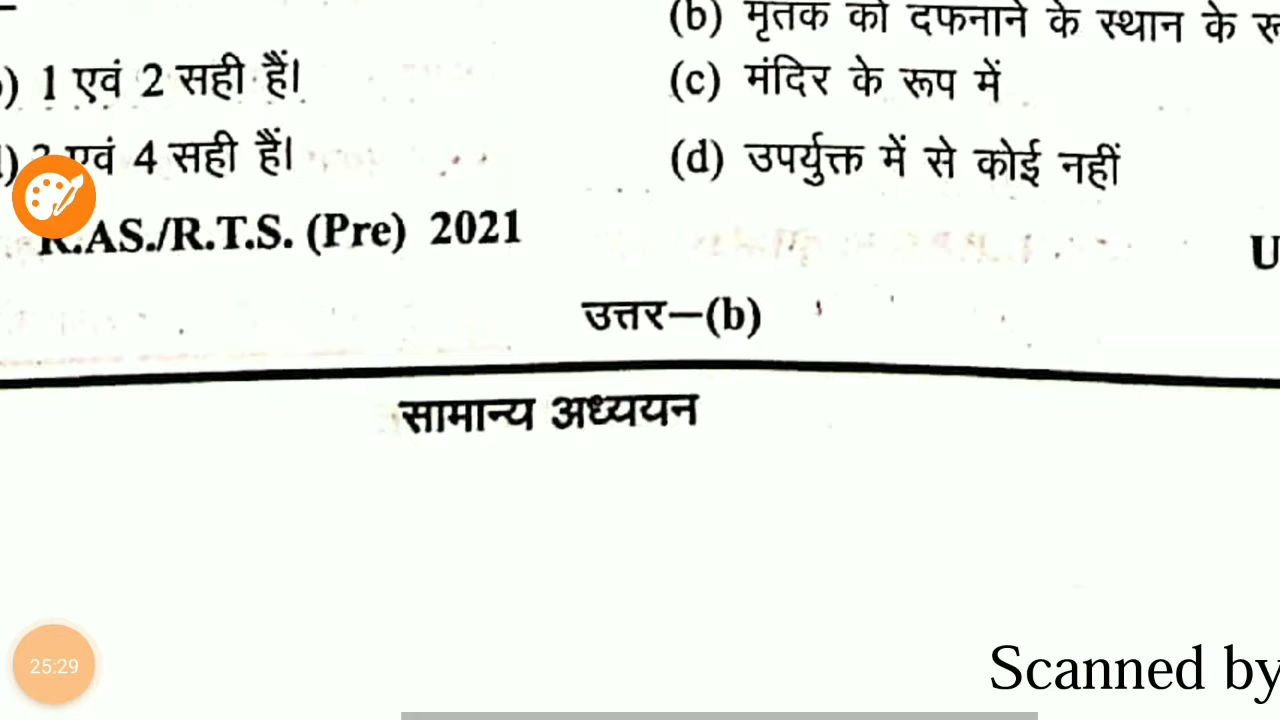 (b) मृतक को दफनाने के स्थान के
) 1 एवं 2 सही हैं।
(c) मंदिर के रूप में
) 3 एवं 4 सही हैं।
(d) उपर्युक्त में से कोई नहीं
R.AS./R.T.S. (Pre) 2021
U
उत्तर—(b)
सामान्य अध्ययन
25:29
Scanned by